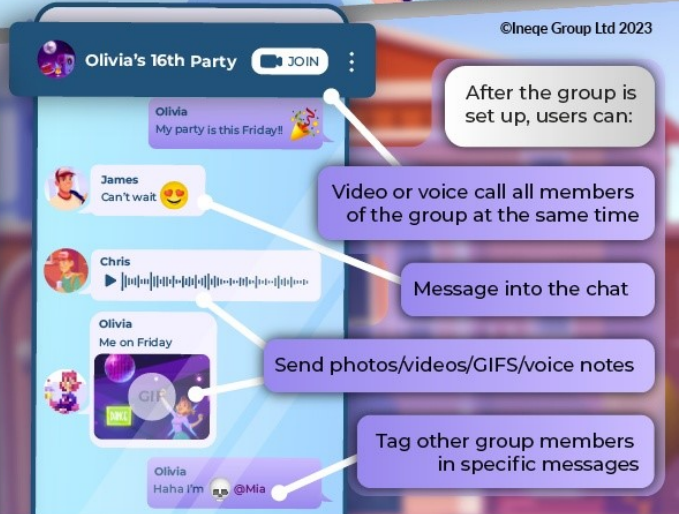 ©Ineqe Group Ltd 2023
Olivia's 16th Party
JOIN
After the group is
set up, users can:
Olivia
My party is this Friday!!
Video or voice call all members
of the group at the same time
James
Can't wait
Message into the chat
Chris
Send photos/videos/GIFS/voice notes
Olivia
Me on Friday
GIF
Tag other group members
in specific messages
Olivia
Haha I'm @Mia